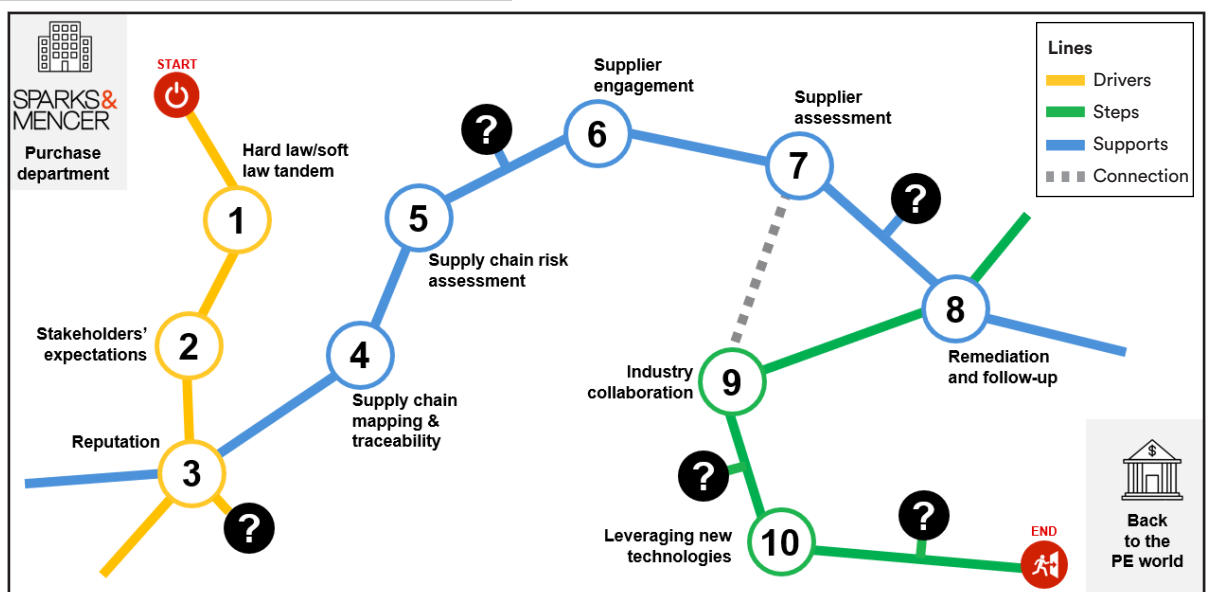 SPARKS&
MENCER
Purchase
department
START
Hard law/soft
law tandem
1
Stakeholders’
expectations
2
Reputation
3
?
4
Supply chain
mapping &
traceability
5
Supply chain risk
assessment
?
Supplier
engagement
6
Supplier
assessment
7
?
8
Remediation
and follow-up
Industry
collaboration
9
?
Leveraging new
technologies
10
?
END
Lines
Drivers
Steps
Supports
Connection
$
Back
to the
PE world